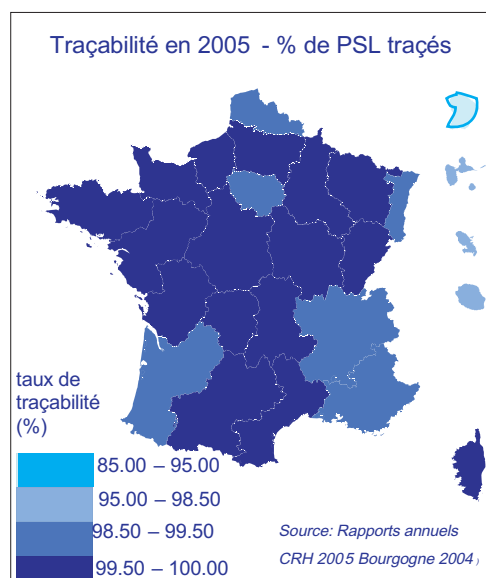 Traçabilité en 2005 - % de PSL traçés
taux de
traçabilité
(%)
85.00 – 95.00
95.00 – 98.50
98.50 – 99.50
99.50 – 100.00
Source: Rapports annuels
CRH 2005 Bourgogne 2004 )